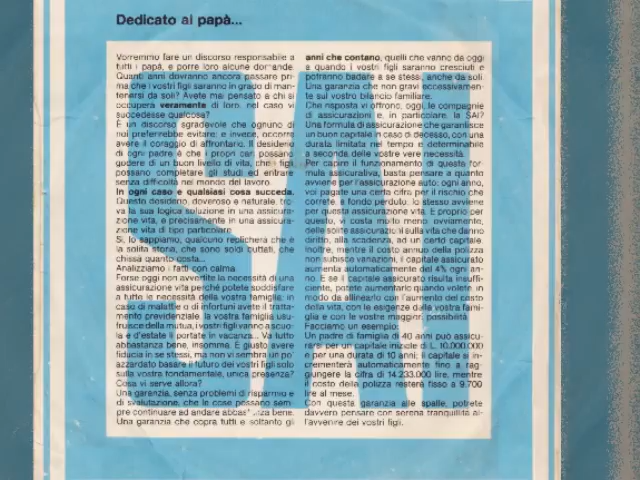 Dedicato ai papà...
Vorremmo fare un discorso responsabile a
tutti i papà, e porre loro alcune domande.
Quanti anni dovranno ancora passare pri-
ma che i vostri figli saranno in grado di man-
tenersi da soli? Avete mai pensato a chi si
occuperà veramente di loro, nel caso vi
succedesse qualcosa?
È un discorso sgradevole che ognuno di
noi preferirebbe evitare: e invece, occorre
avere il coraggio di affrontarlo. Il desiderio
di ogni padre è che i propri cari possano
godere di un buon livello di vita, che i figli
possano completare gli studi ed entrare
senza difficoltà nel mondo del lavoro.
In ogni caso e qualsiasi cosa succeda.
Questo desiderio, doveroso e naturale, tro-
va la sua logica soluzione in una assicura-
zione vita, e precisamente in una assicura-
zione vita di tipo particolare.
Sì, lo sappiamo, qualcuno replicherà che è
la solita storia, che sono soldi buttati, che
chissà quanto costa...
Analizziamo i fatti con calma
Forse oggi non avvertite la necessità di una
assicurazione vita perché potete soddisfare
a tutte le necessità della vostra famiglia: in
caso di malattie o di infortuni avete il tratta-
mento previdenziale, la vostra famiglia usu-
fruisce della mutua, i vostri figli vanno a scuo-
la e d'estate li portate in vacanza... Va tutto
abbastanza bene, insomma. È giusto avere
fiducia in se stessi, ma non vi sembra un po'
azzardato basare il futuro dei vostri figli solo
sulla vostra fondamentale, unica presenza?
Cosa vi serve allora?
Una garanzia, senza problemi di risparmio e
di svalutazione, che le cose possano sem-
pre continuare ad andare abbastanza bene.
Una garanzia che copra tutti e soltanto gli
anni che contano, quelli che vanno da oggi
a quando i vostri figli saranno cresciuti e
potranno badare a se stessi, anche da soli.
Una garanzia che non gravi eccessivamen-
te sul vostro bilancio familiare.
Che risposta vi offrono, oggi, le compagnie
di assicurazioni e, in particolare, la SAI?
Una formula di assicurazione che garantisce
un buon capitale in caso di decesso, con una
durata limitata nel tempo e determinabile
a seconda delle vostre vere necessità.
Per capire il funzionamento di questa for-
mula assicurativa, basta pensare a quanto
avviene per l'assicurazione auto: ogni anno,
voi pagate una certa cifra per il rischio che
correte, a fondo perduto, lo stesso avviene
per questa assicurazione vita. E proprio per
questo, vi costa molto meno, ovviamente,
delle solite assicurazioni sulla vita che danno
diritto, alla scadenza, ad un certo capitale.
Inoltre, mentre il costo annuo della polizza
non subisce variazioni, il capitale assicurato
aumenta automaticamente del 4% ogni an-
no. E se il capitale assicurato risulta insuffi-
ciente, potete aumentarlo quando volete in
modo da allinearlo con l'aumento del costo
della vita, con le esigenze della vostra fami-
glia e con le vostre maggiori possibilità.
Facciamo un esempio:
Un padre di famiglia di 40 anni può assicu-
rarsi per un capitale iniziale di L. 10.000.000
e per una durata di 10 anni; il capitale si in-
crementerà automaticamente fino a rag-
giungere la cifra di 14.233.000 lire, mentre
il costo della polizza resterà fisso a 9.700
lire al mese.
Con questa garanzia alle spalle, potrete
davvero pensare con serena tranquillità al-
l'avvenire dei vostri figli.